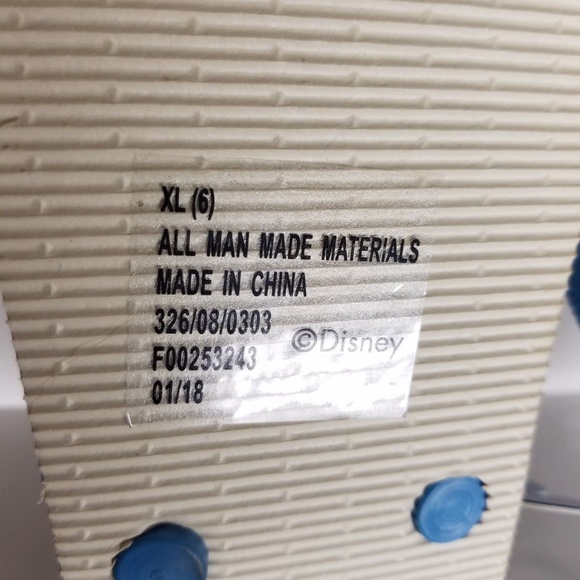 XL (6)
ALL MAN MADE MATERIALS
MADE IN CHINA
326/08/0303
©Disney
F00253243
01/18